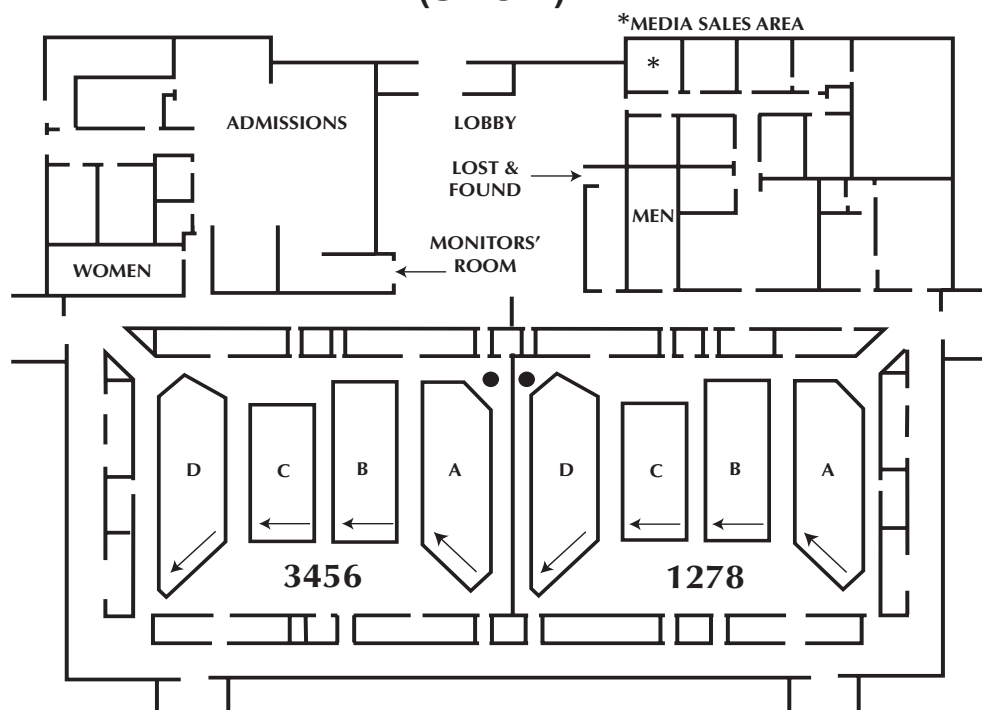 *MEDIA SALES AREA
*
ADMISSIONS
LOBBY
LOST &
FOUND
MEN
MONITORS'
ROOM
WOMEN
D
C
B
A
D
C
B
A
3456
1278